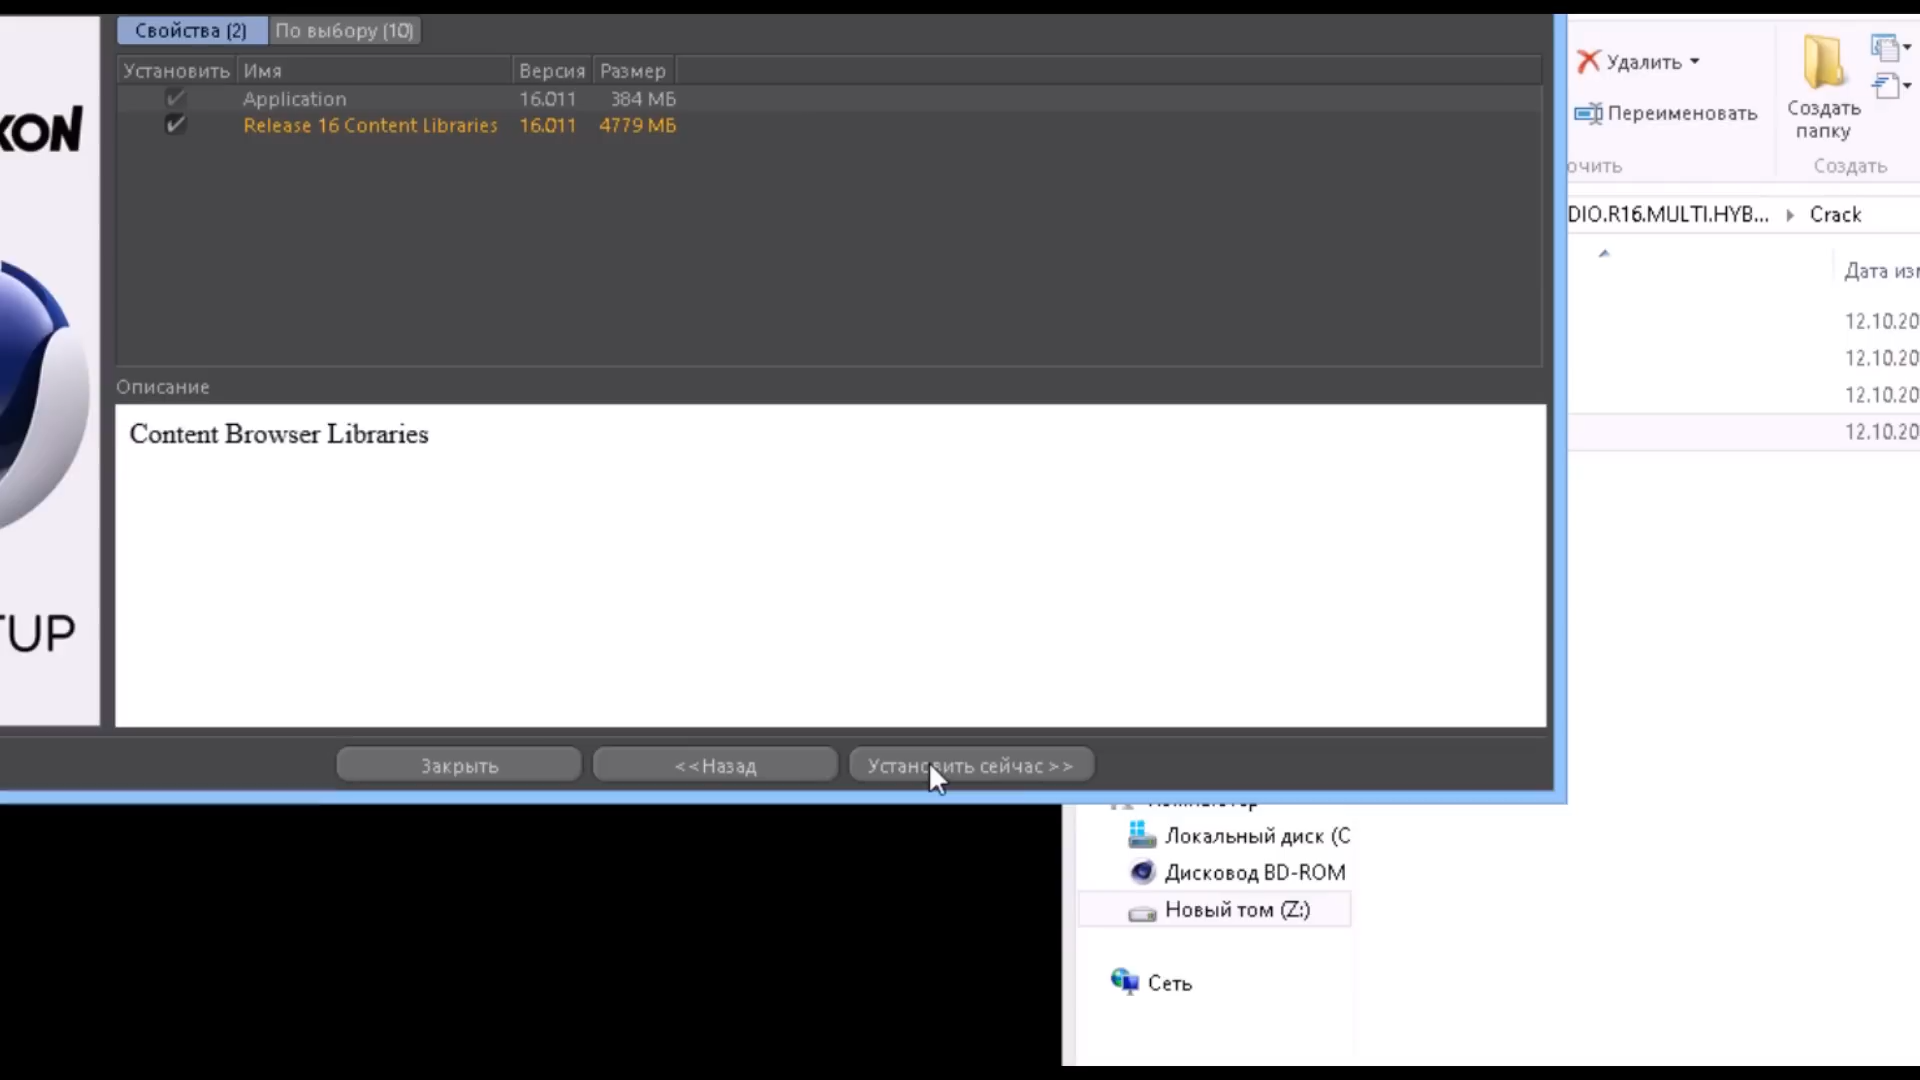 Свойства (2)
По выбору (10)
Установить
Имя
Версия
Размер
Application
16.011
384 МБ
Release 16 Content Libraries
16.011
4779 МБ
Описание
Content Browser Libraries
Закрыть
<<Назад
Установить сейчас >>
KON
TUP
Удалить
Переименовать
Создать
папку
очить
Создать
DIO.R16.MULTI.HYB...
Crack
Дата изм
12.10.20
12.10.20
12.10.20
12.10.20
Локальный диск (C
Дисковод BD-ROM
Новый том (Z:)
Сеть